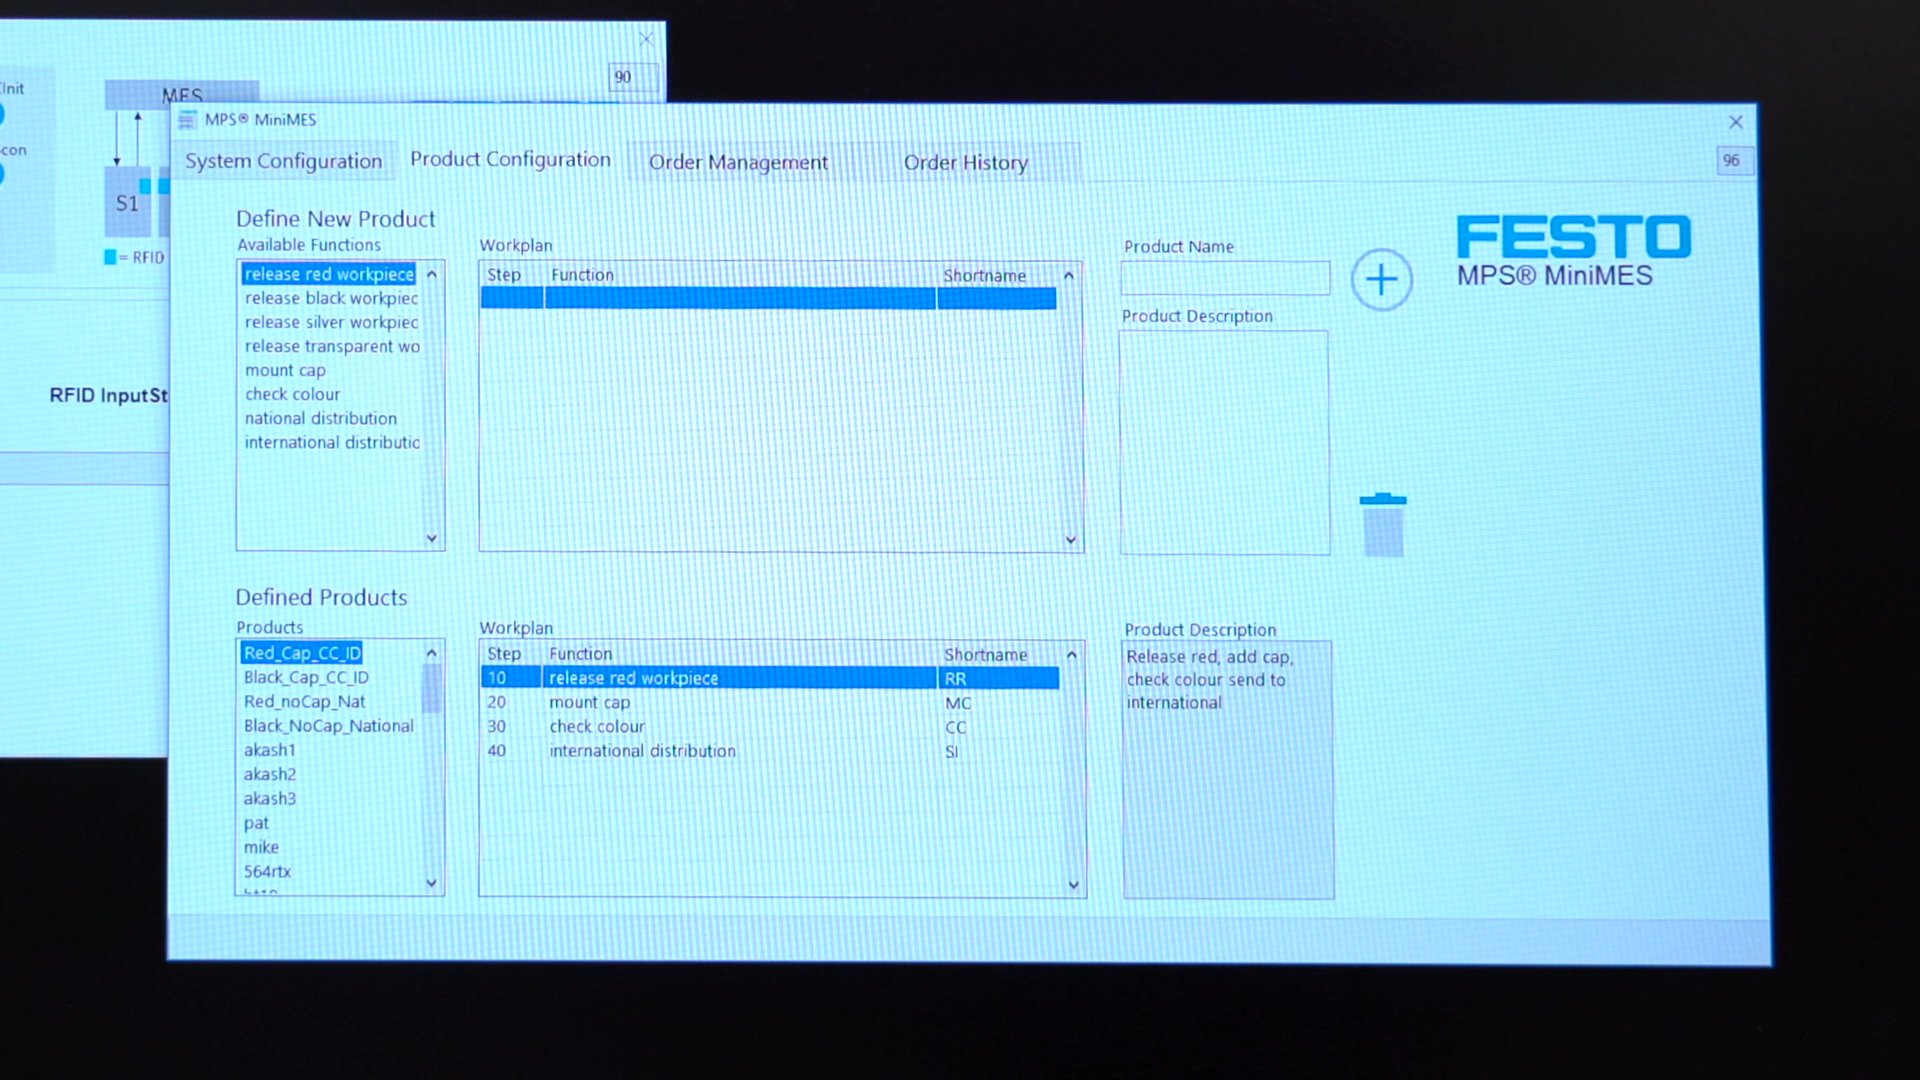 Init
90
MES
con
S1
= RFID
RFID InputSt
MPS® MiniMES
System Configuration
Product Configuration
Order Management
Order History
96
FESTO
MPS® MiniMES
Define New Product
Available Functions
release red workpiece
release black workpiec
release silver workpiec
release transparent wo
mount cap
check colour
national distribution
international distributic
Workplan
Step Function Shortname
Product Name
Product Description
Defined Products
Products
Red_Cap_CC_ID
Black_Cap_CC_ID
Red_noCap_Nat
Black_NoCap_National
akash1
akash2
akash3
pat
mike
564rtx
Workplan
Step Function Shortname
10 release red workpiece RR
20 mount cap MC
30 check colour CC
40 international distribution SI
Product Description
Release red, add cap,
check colour send to
international